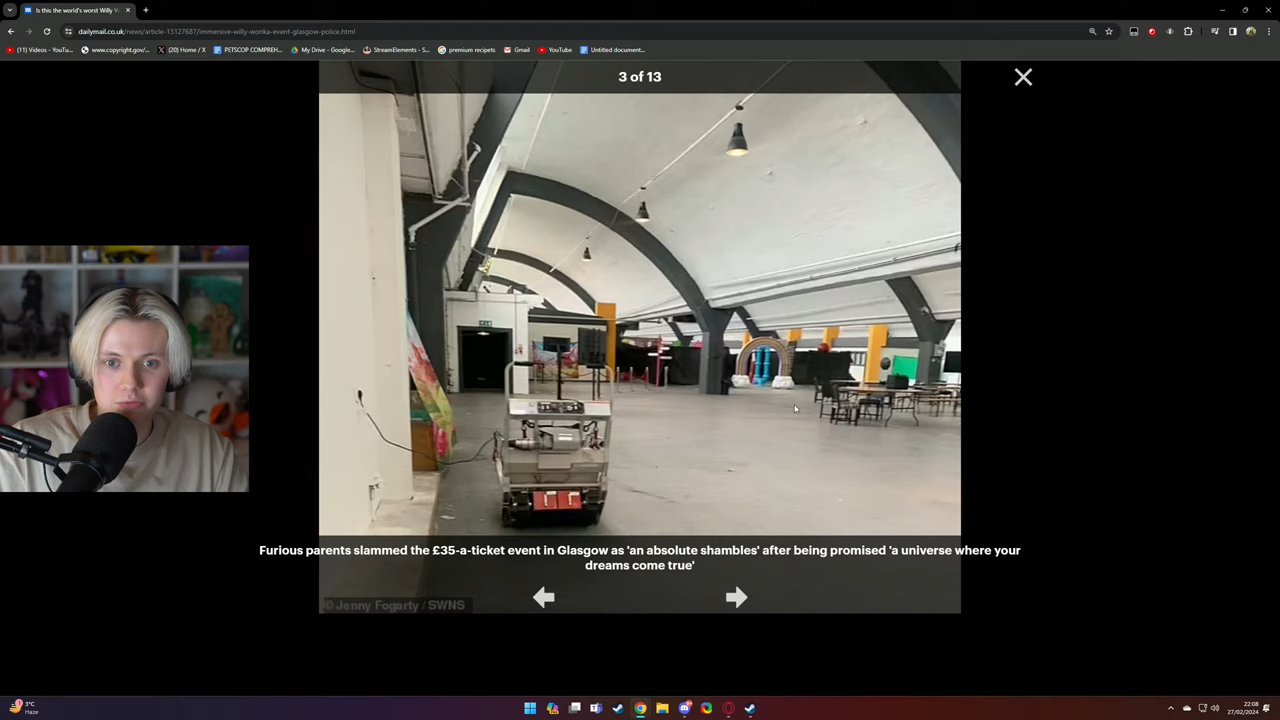 Is this the world's worst Willy W
dailymail.co.uk/news/article-13127687/immersive-willy-wonka-event-glasgow-police.html
(11) Videos - YouTu...
www.copyright.gov/...
(20) Home / X
PETSCOP COMPREH...
My Drive - Google...
StreamElements - S...
premium recipets
Gmail
YouTube
Untitled document...
3 of 13
Furious parents slammed the £35-a-ticket event in Glasgow as 'an absolute shambles' after being promised 'a universe where your
dreams come true'
© Jenny Fogarty / SWNS
3°C
Haze
22:08
27/02/2024